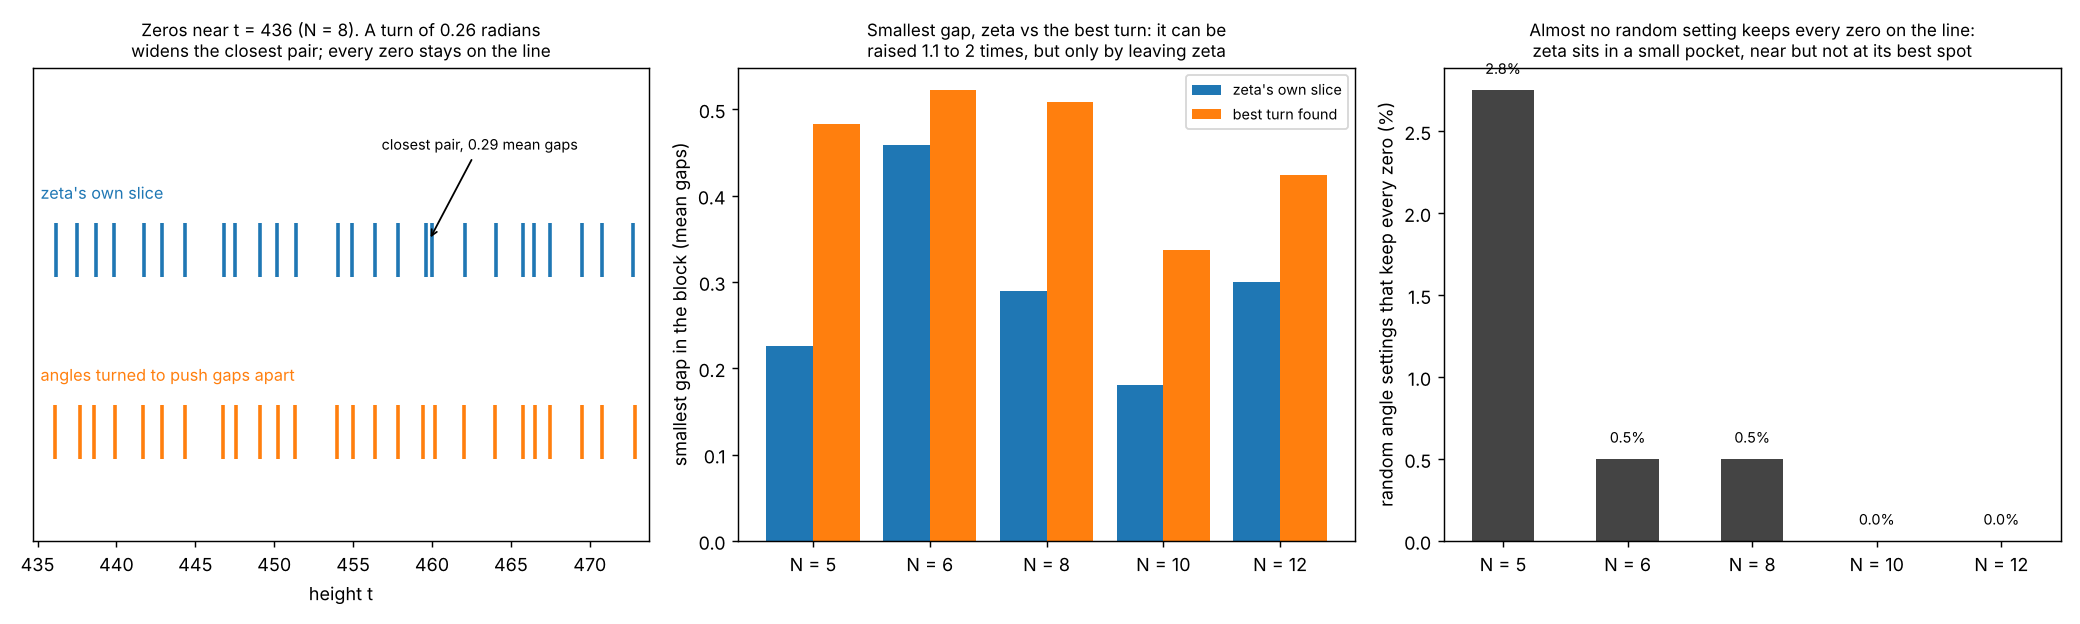 Zeros near t = 436 (N = 8). A turn of 0.26 radians
widens the closest pair; every zero stays on the line
closest pair, 0.29 mean gaps
zeta's own slice
angles turned to push gaps apart
435 440 445 450 455 460 465 470
height t
Smallest gap, zeta vs the best turn: it can be
raised 1.1 to 2 times, but only by leaving zeta
zeta's own slice
best turn found
smallest gap in the block (mean gaps)
0.5
0.4
0.3
0.2
0.1
0.0
N = 5 N = 6 N = 8 N = 10 N = 12
Almost no random setting keeps every zero on the line:
zeta sits in a small pocket, near but not at its best spot
random angle settings that keep every zero (%)
2.8%
2.5
2.0
1.5
1.0
0.5
0.0
0.5% 0.5% 0.0% 0.0%
N = 5 N = 6 N = 8 N = 10 N = 12